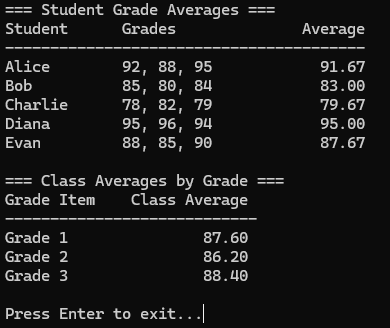 === Student Grade Averages ===
Student      Grades              Average
----------------------------------------
Alice        92, 88, 95            91.67
Bob          85, 80, 84            83.00
Charlie      78, 82, 79            79.67
Diana        95, 96, 94            95.00
Evan         88, 85, 90            87.67
=== Class Averages by Grade ===
Grade Item    Class Average
----------------------------
Grade 1               87.60
Grade 2               86.20
Grade 3               88.40
Press Enter to exit...